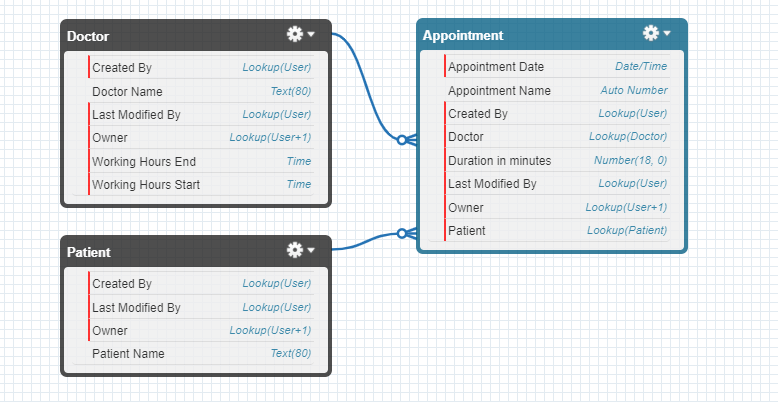 Doctor
Created By Lookup(User)
Doctor Name Text(80)
Last Modified By Lookup(User)
Owner Lookup(User+1)
Working Hours End Time
Working Hours Start Time
Appointment
Appointment Date Date/Time
Appointment Name Auto Number
Created By Lookup(User)
Doctor Lookup(Doctor)
Duration in minutes Number(18, 0)
Last Modified By Lookup(User)
Owner Lookup(User+1)
Patient Lookup(Patient)
Patient
Created By Lookup(User)
Last Modified By Lookup(User)
Owner Lookup(User+1)
Patient Name Text(80)